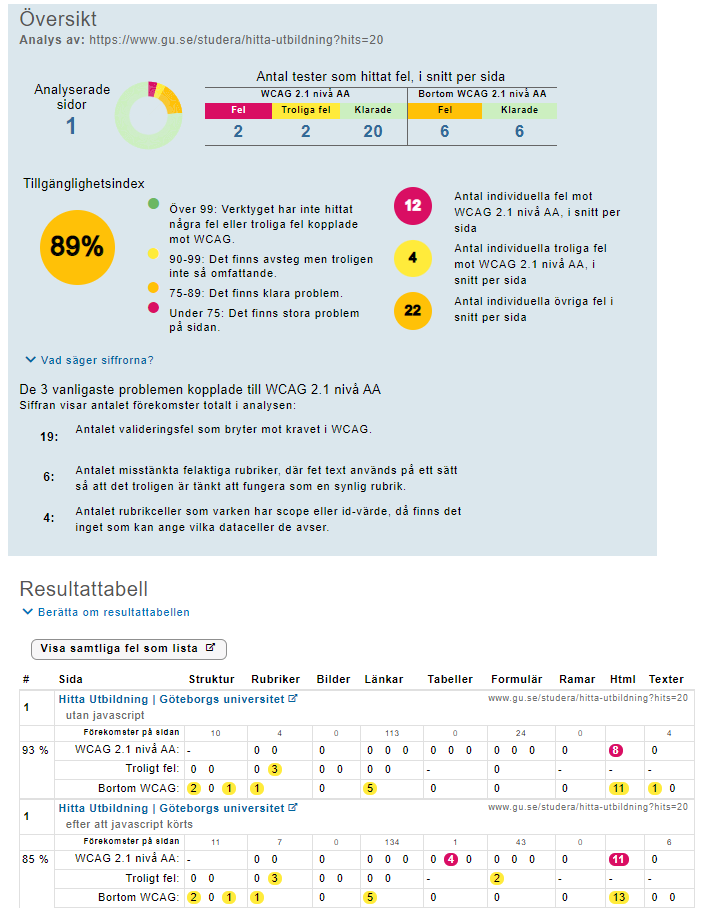 Översikt
Analys av: https://www.gu.se/studera/hitta-utbildning?hits=20
Analyserade
sidor
1
Antal tester som hittat fel, i snitt per sida
WCAG 2.1 nivå AA Bortom WCAG 2.1 nivå AA
Fel Troliga fel Klarade Fel Klarade
2 2 20 6 6
Tillgänglighetsindex
89%
Över 99: Verktyget har inte hittat
några fel eller troliga fel kopplade
mot WCAG.
90-99: Det finns avsteg men troligen
inte så omfattande.
75-89: Det finns klara problem.
Under 75: Det finns stora problem
på sidan.
12
Antal individuella fel mot
WCAG 2.1 nivå AA, i snitt per
sida
4
Antal individuella troliga fel
mot WCAG 2.1 nivå AA, i
snitt per sida
22
Antal individuella övriga fel i
snitt per sida
Vad säger siffrorna?
De 3 vanligaste problemen kopplade till WCAG 2.1 nivå AA
Siffran visar antalet förekomster totalt i analysen:
19: Antalet valideringsfel som bryter mot kravet i WCAG.
6: Antalet misstänkta felaktiga rubriker, där fet text används på ett sätt
så att det troligen är tänkt att fungera som en synlig rubrik.
4: Antalet rubrikceller som varken har scope eller id-värde, då finns det
inget som kan ange vilka dataceller de avser.
Resultattabell
Berätta om resultattabellen
Visa samtliga fel som lista
# Sida Struktur Rubriker Bilder Länkar Tabeller Formulär Ramar Html Texter
1 Hitta Utbildning | Göteborgs universitet www.gu.se/studera/hitta-utbildning?hits=20
utan javascript
Förekomster på sidan 10 4 0 113 0 24 0 4
93 % WCAG 2.1 nivå AA: - 0 0 0 0 0 0 0 0 0 0 0 0 0 8 0
Troligt fel: 0 0 0 3 0 0 0 0 - 0 - - -
Bortom WCAG: 2 0 1 1 0 5 0 0 0 11 1 0
1 Hitta Utbildning | Göteborgs universitet www.gu.se/studera/hitta-utbildning?hits=20
efter att javascript körts
Förekomster på sidan 11 7 0 134 1 43 0 6
85 % WCAG 2.1 nivå AA: - 0 0 0 0 0 0 0 4 0 0 0 0 0 11 0
Troligt fel: 0 0 0 3 0 0 0 0 - 2 - - -
Bortom WCAG: 2 0 1 1 0 5 0 0 0 13 0 0